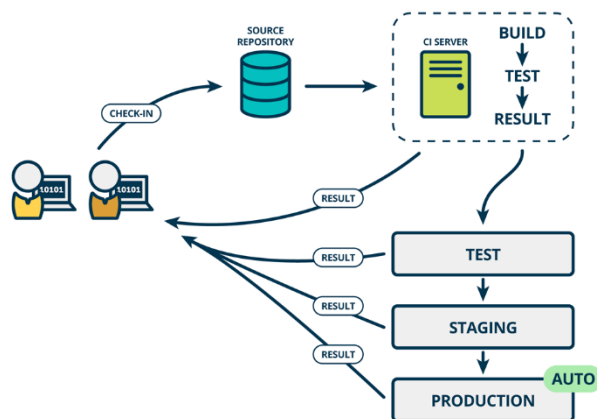 SOURCE
REPOSITORY
CI SERVER
BUILD
TEST
RESULT
CHECK-IN
10101
10101
RESULT
TEST
RESULT
STAGING
RESULT
PRODUCTION
AUTO
RESULT